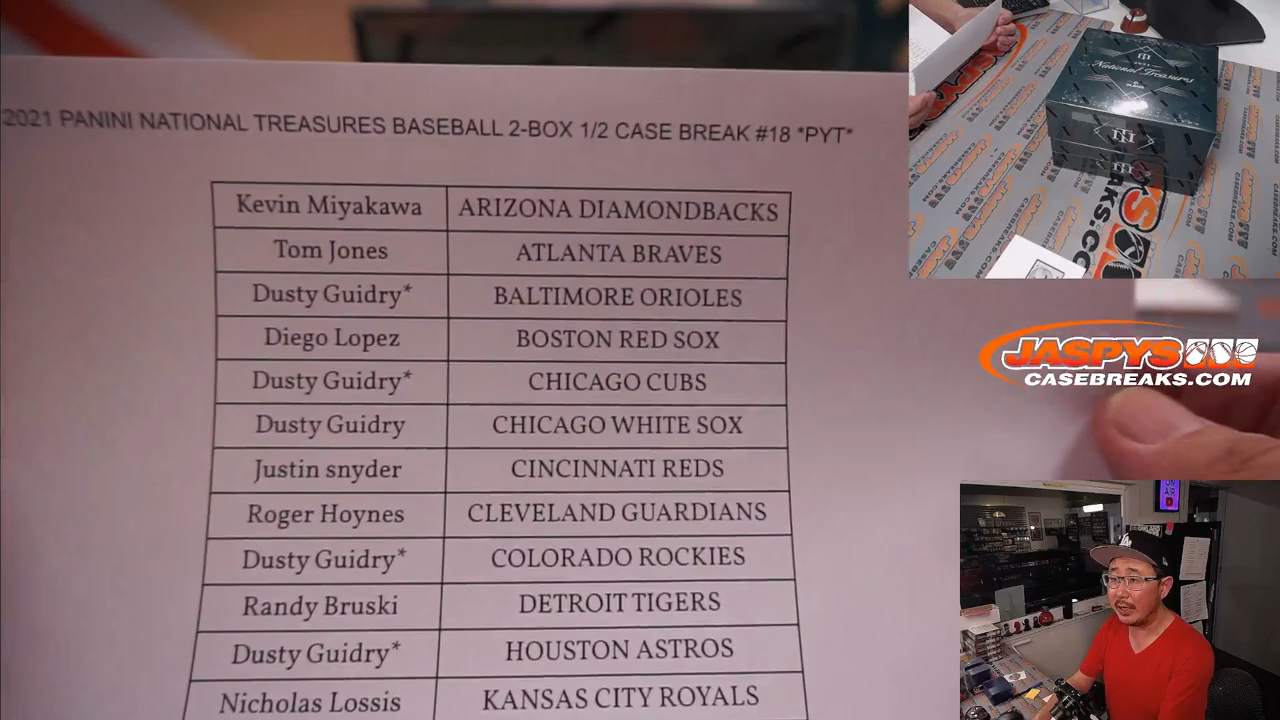 2021 PANINI NATIONAL TREASURES BASEBALL 2-BOX 1/2 CASE BREAK #18 *PYT*
Kevin Miyakawa ARIZONA DIAMONDBACKS
Tom Jones ATLANTA BRAVES
Dusty Guidry* BALTIMORE ORIOLES
Diego Lopez BOSTON RED SOX
Dusty Guidry* CHICAGO CUBS
Dusty Guidry CHICAGO WHITE SOX
Justin snyder CINCINNATI REDS
Roger Hoynes CLEVELAND GUARDIANS
Dusty Guidry* COLORADO ROCKIES
Randy Bruski DETROIT TIGERS
Dusty Guidry* HOUSTON ASTROS
Nicholas Lossis KANSAS CITY ROYALS
National Treasures
JASPYS
CASEBREAKS.COM
ON
AIR
LA